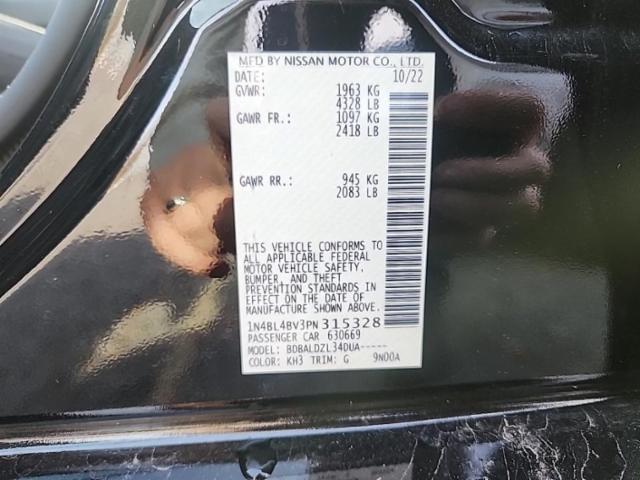 MFD BY NISSAN MOTOR CO., LTD.
DATE: 10/22
GVWR: 1963 KG
4328 LB
GAWR FR.: 1097 KG
2418 LB
GAWR RR.: 945 KG
2083 LB
THIS VEHICLE CONFORMS TO
ALL APPLICABLE FEDERAL
MOTOR VEHICLE SAFETY,
BUMPER, AND THEFT
PREVENTION STANDARDS IN
EFFECT ON THE DATE OF
MANUFACTURE SHOWN ABOVE.
1N4BL4BV3PN315328
PASSENGER CAR 630669
MODEL: BDBALDZL34DUA-----
COLOR: KH3 TRIM: G 9N00A